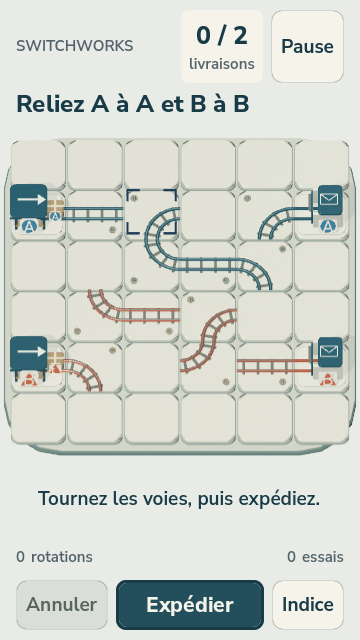 SWITCHWORKS
0 / 2
livraisons
Pause
Reliez A à A et B à B
A
A
A
B
B
B
Tournez les voies, puis expédiez.
0 rotations
0 essais
Annuler
Expédier
Indice